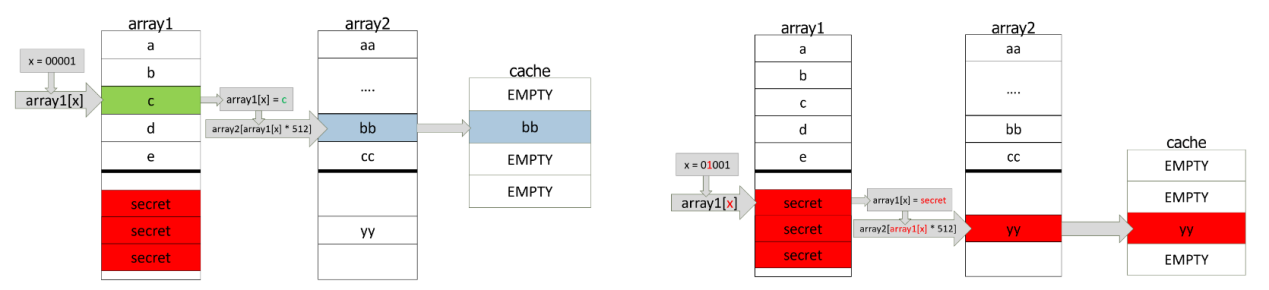 array1
array2
x = 00001
a
aa
b
....
array1[x]
c
array1[x] = c
array2[array1[x] * 512]
d
bb
e
cc
secret
secret
yy
secret
cache
EMPTY
bb
EMPTY
EMPTY
array1
array2
a
aa
b
....
c
d
bb
e
cc
x = 01001
array1[x]
secret
array1[x] = secret
array2[array1[x] * 512]
secret
yy
secret
cache
EMPTY
EMPTY
yy
EMPTY